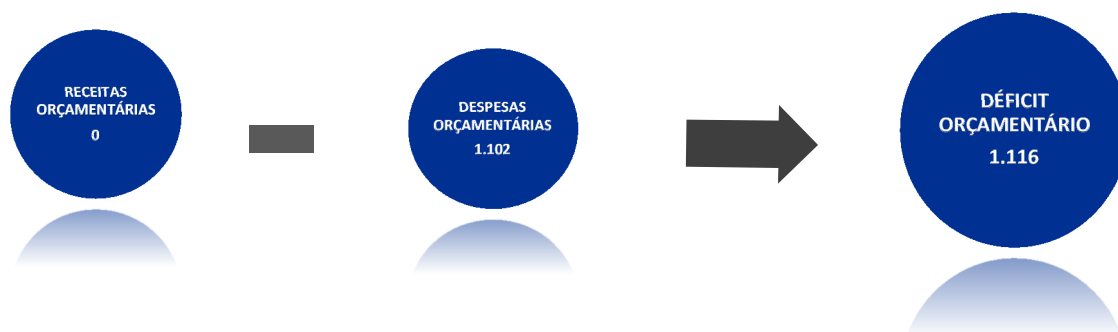 RECEITAS
ORÇAMENTÁRIAS
0
DESPESAS
ORÇAMENTÁRIAS
1.102
DÉFICIT
ORÇAMENTÁRIO
1.116